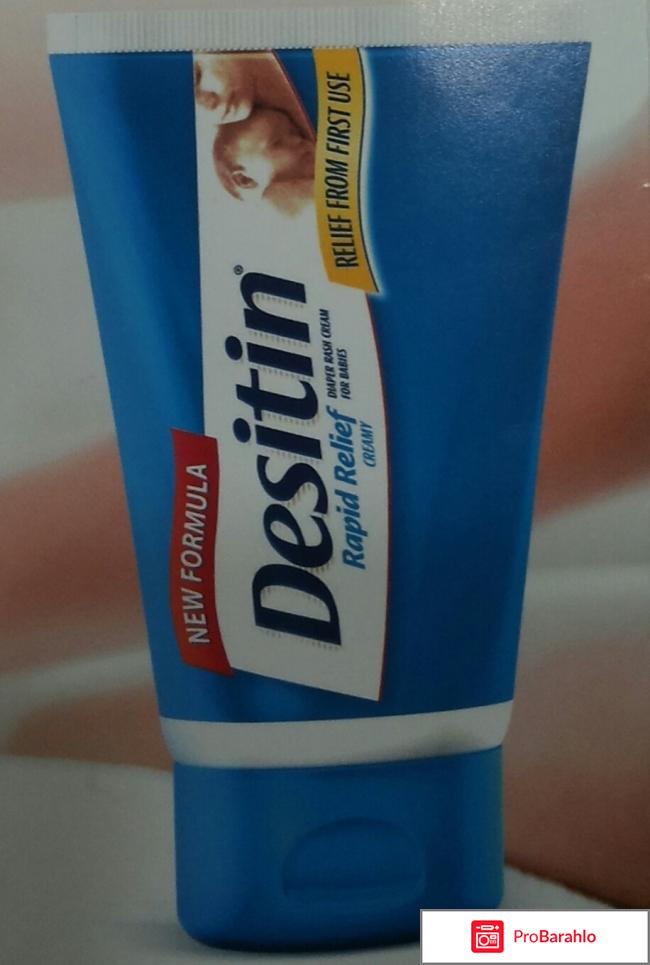 NEW FORMULA
Desitin®
Rapid Relief
CREAMY
DIAPER RASH CREAM
FOR BABIES
RELIEF FROM FIRST USE
ProBarahlo